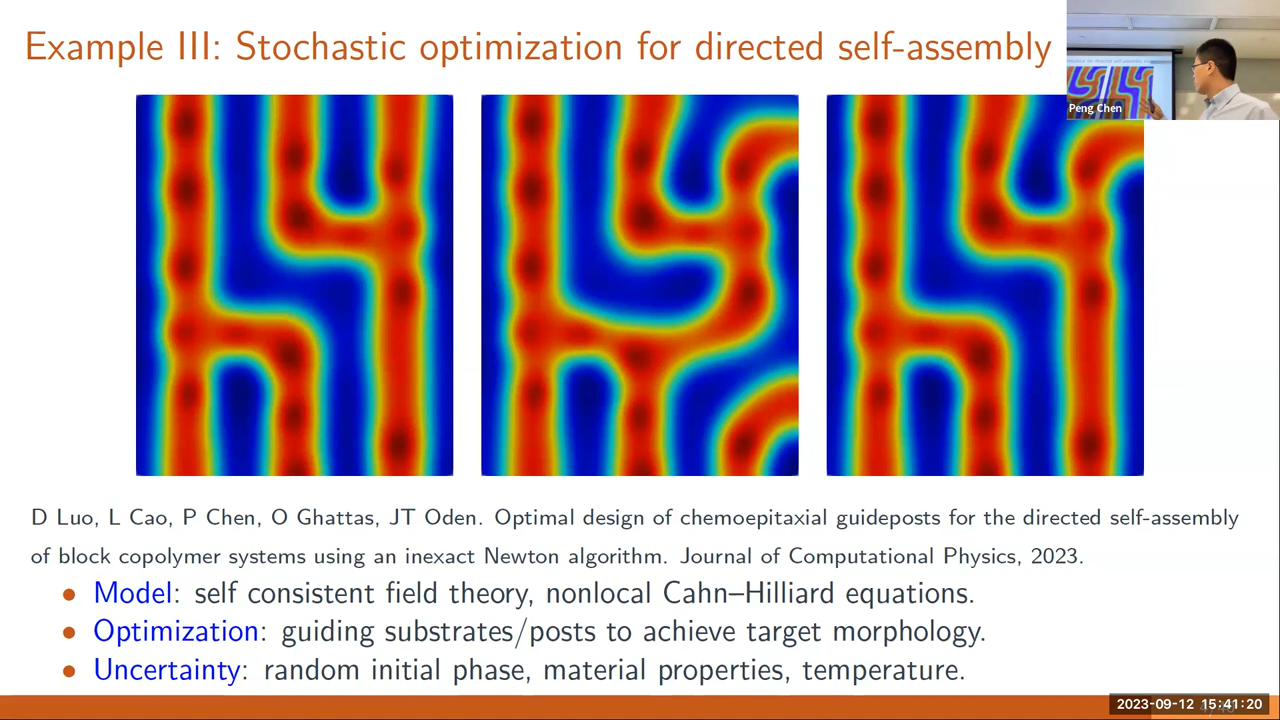 Example III: Stochastic optimization for directed self-assembly
Peng Chen
D Luo, L Cao, P Chen, O Ghattas, JT Oden. Optimal design of chemoepitaxial guideposts for the directed self-assembly
of block copolymer systems using an inexact Newton algorithm. Journal of Computational Physics, 2023.
• Model: self consistent field theory, nonlocal Cahn–Hilliard equations.
• Optimization: guiding substrates/posts to achieve target morphology.
• Uncertainty: random initial phase, material properties, temperature.
2023-09-12 15:41:20